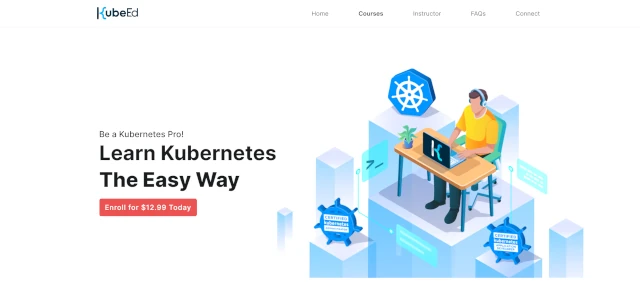 KubeEd
Home Courses Instructor FAQs Connect
Be a Kubernetes Pro!
Learn Kubernetes
The Easy Way
Enroll for $12.99 Today
>_
CERTIFIED
kubernetes
CERTIFIED
kubernetes